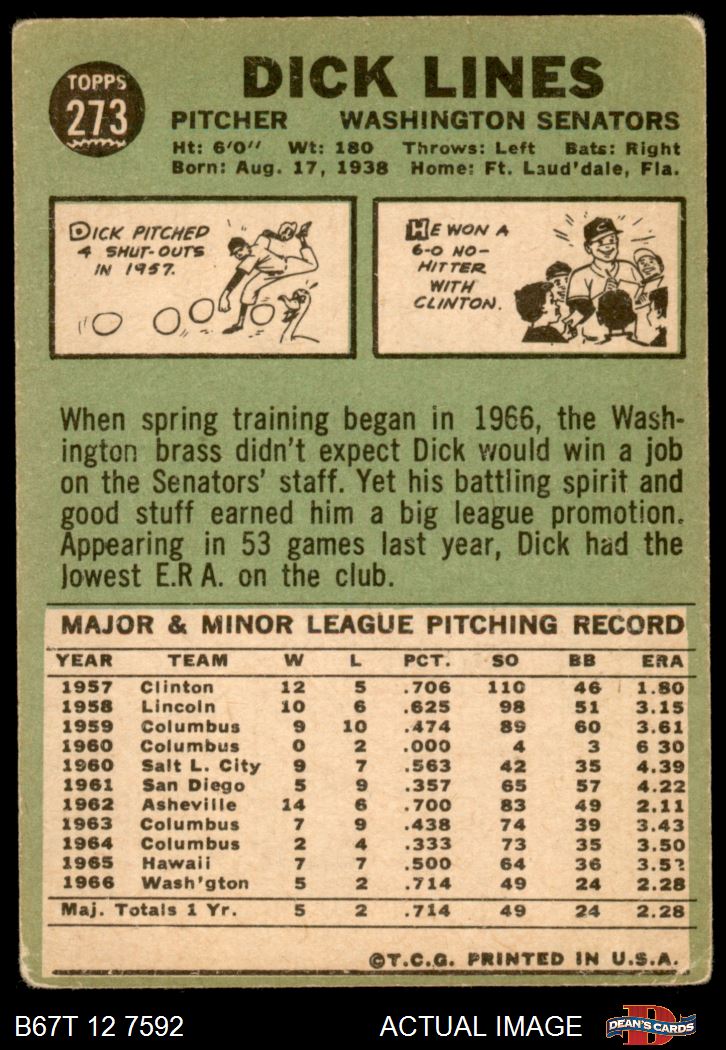 TOPPS
273
DICK LINES
PITCHER WASHINGTON SENATORS
Ht: 6'0" Wt: 180 Throws: Left Bats: Right
Born: Aug. 17, 1938 Home: Ft. Laud'dale, Fla.
DICK PITCHED
4 SHUT-OUTS
IN 1957.
HE WON A
6-0 NO-
HITTER
WITH
CLINTON.
When spring training began in 1966, the Wash-
ington brass didn't expect Dick would win a job
on the Senators' staff. Yet his battling spirit and
good stuff earned him a big league promotion.
Appearing in 53 games last year, Dick had the
lowest E.R A. on the club.
MAJOR & MINOR LEAGUE PITCHING RECORD
YEAR TEAM W L PCT. SO BB ERA
1957 Clinton 12 5 .706 110 46 1.80
1958 Lincoln 10 6 .625 98 51 3.15
1959 Columbus 9 10 .474 89 60 3.61
1960 Columbus 0 2 .000 4 3 6 30
1960 Salt L. City 9 7 .563 42 35 4.39
1961 San Diego 5 9 .357 65 57 4.22
1962 Asheville 14 6 .700 83 49 2.11
1963 Columbus 7 9 .438 74 39 3.43
1964 Columbus 2 4 .333 73 35 3.50
1965 Hawaii 7 7 .500 64 36
1966 Wash'gton 5 2 .714 49 24 2.28
Maj. Totals 1 Yr. 5 2 .714 49 24 2.28
©T.C.G. PRINTED IN U.S.A.
B67T 12 7592 ACTUAL IMAGE
DEAN'S CARDS